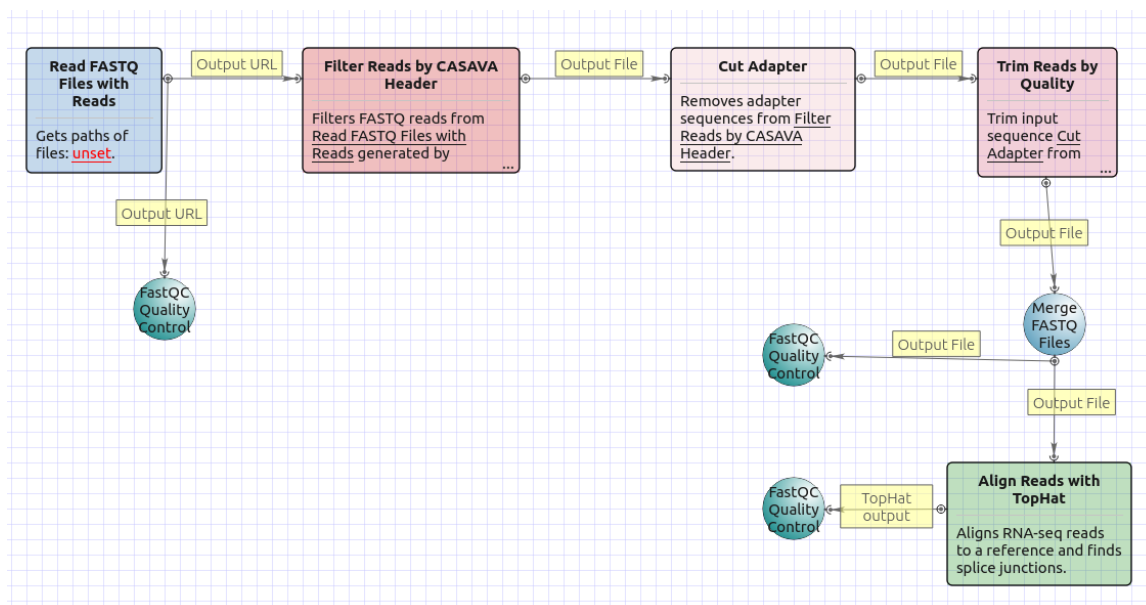 Read FASTQ
Files with
Reads
Gets paths of
files: unset.
Output URL
Filter Reads by CASAVA
Header
Filters FASTQ reads from
Read FASTQ Files with
Reads generated by
...
Output File
Cut Adapter
Removes adapter
sequences from Filter
Reads by CASAVA
Header.
Output File
Trim Reads by
Quality
Trim input
sequence Cut
Adapter from
...
Output URL
FastQC
Quality
Control
Output File
Merge
FASTQ
Files
Output File
FastQC
Quality
Control
Output File
Align Reads with
TopHat
Aligns RNA-seq reads
to a reference and finds
splice junctions.
TopHat
output
FastQC
Quality
Control